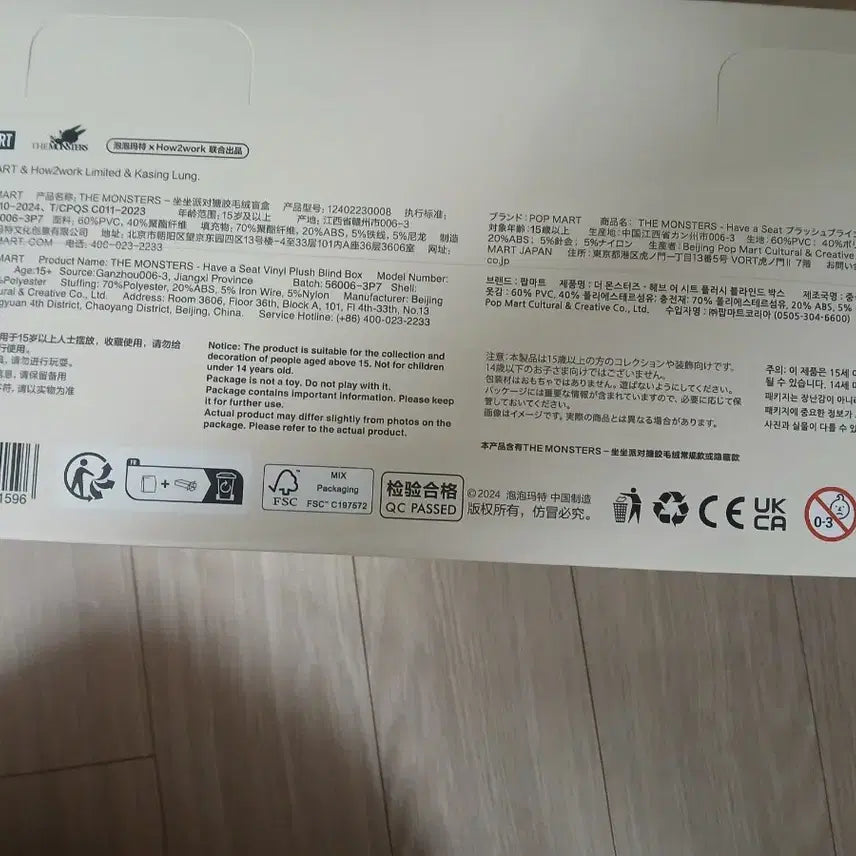 RT
THE MONSTERS
泡泡玛特 x How2work 联合出品
ART & How2work Limited & Kasing Lung.
MART 产品名称: THE MONSTERS – 坐坐派对搪胶毛绒盲盒 产品型号: 12402230008 执行标准:
10-2024、T/CPQS C011-2023 年龄范围: 15岁及以上 产地: 江西省赣州市006-3
006-3P7 面料: 60%PVC, 40%聚酯纤维 填充物: 70%聚酯纤维, 20%ABS, 5%铁线, 5%尼龙 制造
玛特文化创意有限公司 地址: 北京市朝阳区望京东园四区13号楼-4至33层101内A座36层3606室 网址:
MART.COM 电话: 400-023-2233
MART Product Name: THE MONSTERS - Have a Seat Vinyl Plush Blind Box Model Number:
Age:15+ Source:Ganzhou006-3, Jiangxi Province Batch: 56006-3P7 Shell:
Polyester Stuffing: 70%Polyester, 20%ABS, 5% Iron Wire, 5%Nylon Manufacturer: Beijing
ural & Creative Co., Ltd. Address: Room 3606, Floor 36th, Block A, 101, Fl 4th-33th, No.13
gyuan 4th District, Chaoyang District, Beijing, China. Service Hotline: (+86) 400-023-2233
用于15岁以上人士摆放，收藏使用，请勿给
行使用。
具, 请勿进行玩耍。
信息, 请保留备用
不符, 请以实物为准
Notice: The product is suitable for the collection and
decoration of people aged above 15. Not for children
under 14 years old.
Package is not a toy. Do not play with it.
Package contains important information. Please keep
it for further use.
Actual product may differ slightly from photos on the
package. Please refer to the actual product.
ブランド: POP MART 商品名: THE MONSTERS - Have a Seat プラッシュブライン
対象年齢: 15歳以上 生産地: 中国江西省カン州市006-3 生地: 60%PVC; 40%ポリ
20%ABS; 5%針金; 5%ナイロン 生産者: Beijing Pop Mart Cultural & Creative
MART JAPAN 住所: 東京都港区虎ノ門一丁目13番5号 VORT虎ノ門II 7階 お問い
co.jp
브랜드 : 팝마트 제품명 : 더 몬스터즈 - 해브 어 시트 플러시 블라인드 박스 제조국명 : 중
옷감 : 60% PVC, 40% 폴리에스테르섬유; 충전재: 70% 폴리에스테르섬유, 20% ABS, 5%
Pop Mart Cultural & Creative Co., Ltd. 수입자명 : ㈜팝마트코리아 (0505-304-6600)
注意: 本製品は15歳以上の方のコレクションや装飾向けです。
14歳以下のお子さま向けではございません。
包装材はおもちゃではありません。遊ばないようにしてください。
パッケージには重要な情報が含まれていますので、必要に応じて保
管しておいてください。
画像はイメージです。実際の商品とは異なる場合があります。
주의: 이 제품은 15세
될 수 있습니다. 14세
패키지는 장난감이 아니
패키지에 중요한 정보가
사진과 실물이 다를 수
本产品含有THE MONSTERS – 坐坐派对搪胶毛绒常规款或隐藏款
1596
FR
+
FSC
MIX
Packaging
FSC™ C197572
检验合格
QC PASSED
©2024 泡泡玛特 中国制造
版权所有，仿冒必究。
CE
UK
CA
0-3